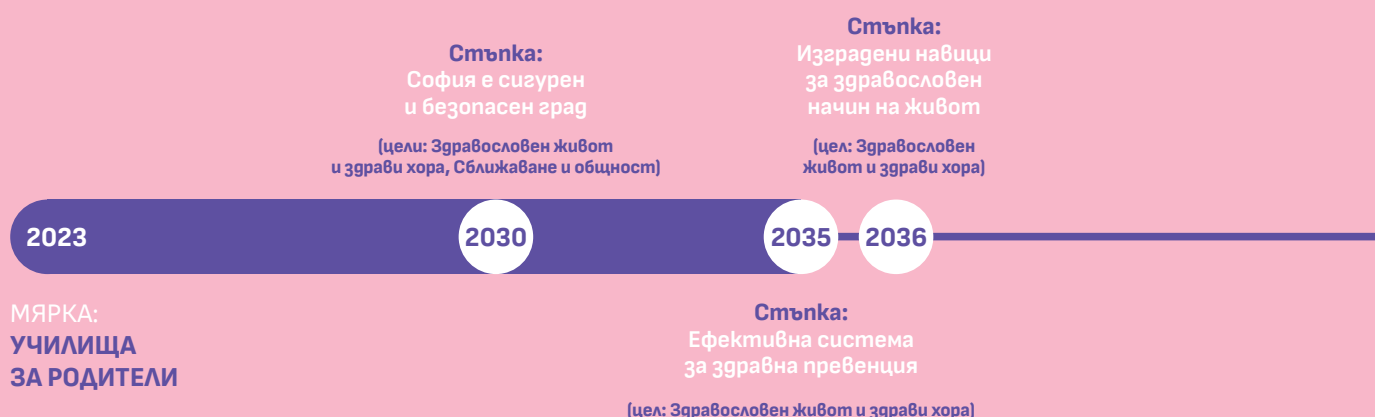 Стъпка:
Изградени навици
за здравословен
начин на живот
(цел: Здравословен
живот и здрави хора)
Стъпка:
София е сигурен
и безопасен град
(цели: Здравословен живот
и здрави хора, Сближаване и общност)
2023
2030
2035
2036
МЯРКА:
УЧИЛИЩА
ЗА РОДИТЕЛИ
Стъпка:
Ефективна система
за здравна превенция
(цел: Здравословен живот и здрави хора)